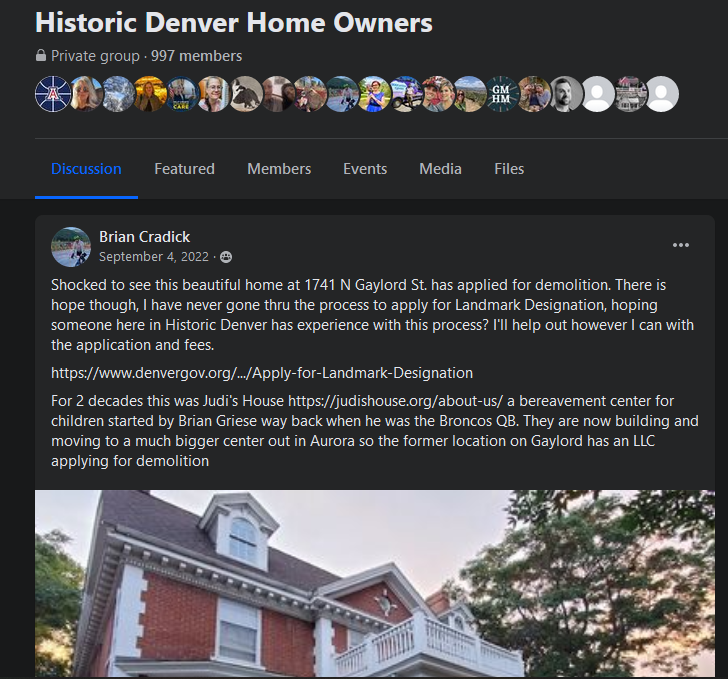 Historic Denver Home Owners
Private group · 997 members
GM
HM
Discussion Featured Members Events Media Files
Brian Cradick
September 4, 2022 ·
Shocked to see this beautiful home at 1741 N Gaylord St. has applied for demolition. There is
hope though, I have never gone thru the process to apply for Landmark Designation, hoping
someone here in Historic Denver has experience with this process? I'll help out however I can with
the application and fees.
https://www.denvergov.org/.../Apply-for-Landmark-Designation
For 2 decades this was Judi's House https://judishouse.org/about-us/ a bereavement center for
children started by Brian Griese way back when he was the Broncos QB. They are now building and
moving to a much bigger center out in Aurora so the former location on Gaylord has an LLC
applying for demolition